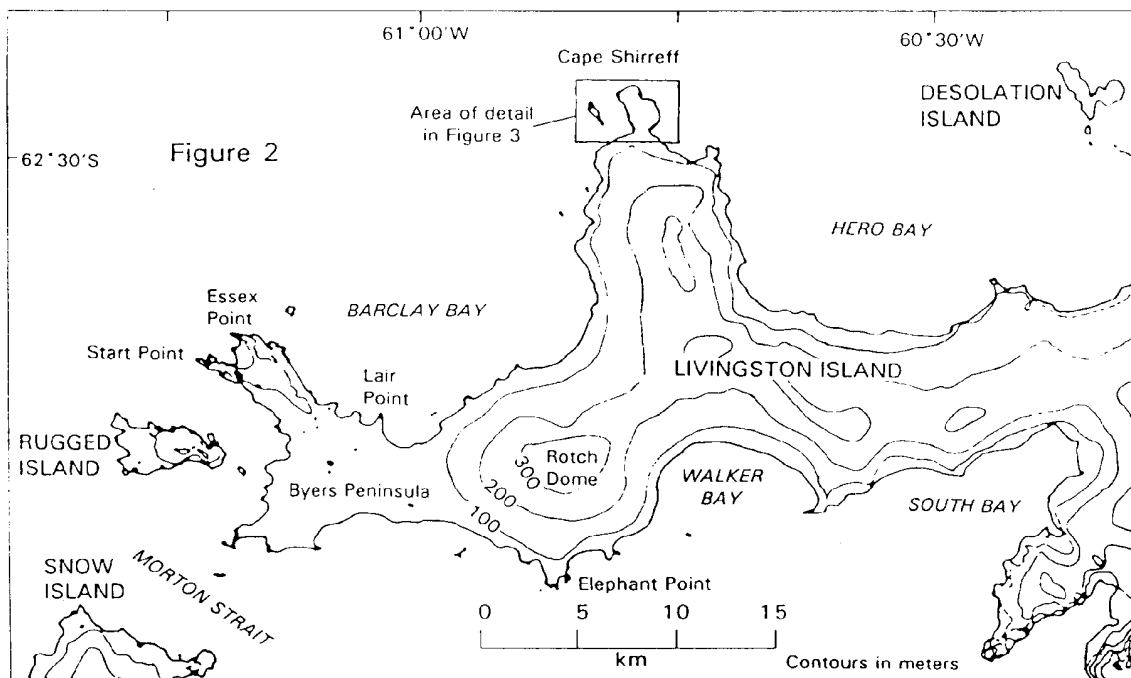 61°00'W
60°30'W
Cape Shirreff
DESOLATION
ISLAND
Area of detail
in Figure 3
62°30'S
Figure 2
HERO BAY
Essex
Point
BARCLAY BAY
Start Point
Lair
Point
LIVINGSTON ISLAND
RUGGED
ISLAND
Rotch
Dome
300
200
100
WALKER
BAY
Byers Peninsula
SOUTH BAY
SNOW
ISLAND
MORTON STRAIT
Elephant Point
0 5 10 15
km
Contours in meters